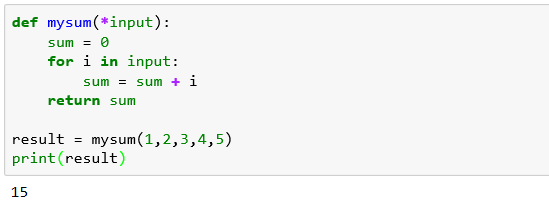 def mysum(*input):
    sum = 0
    for i in input:
        sum = sum + i
    return sum

result = mysum(1,2,3,4,5)
print(result)
15